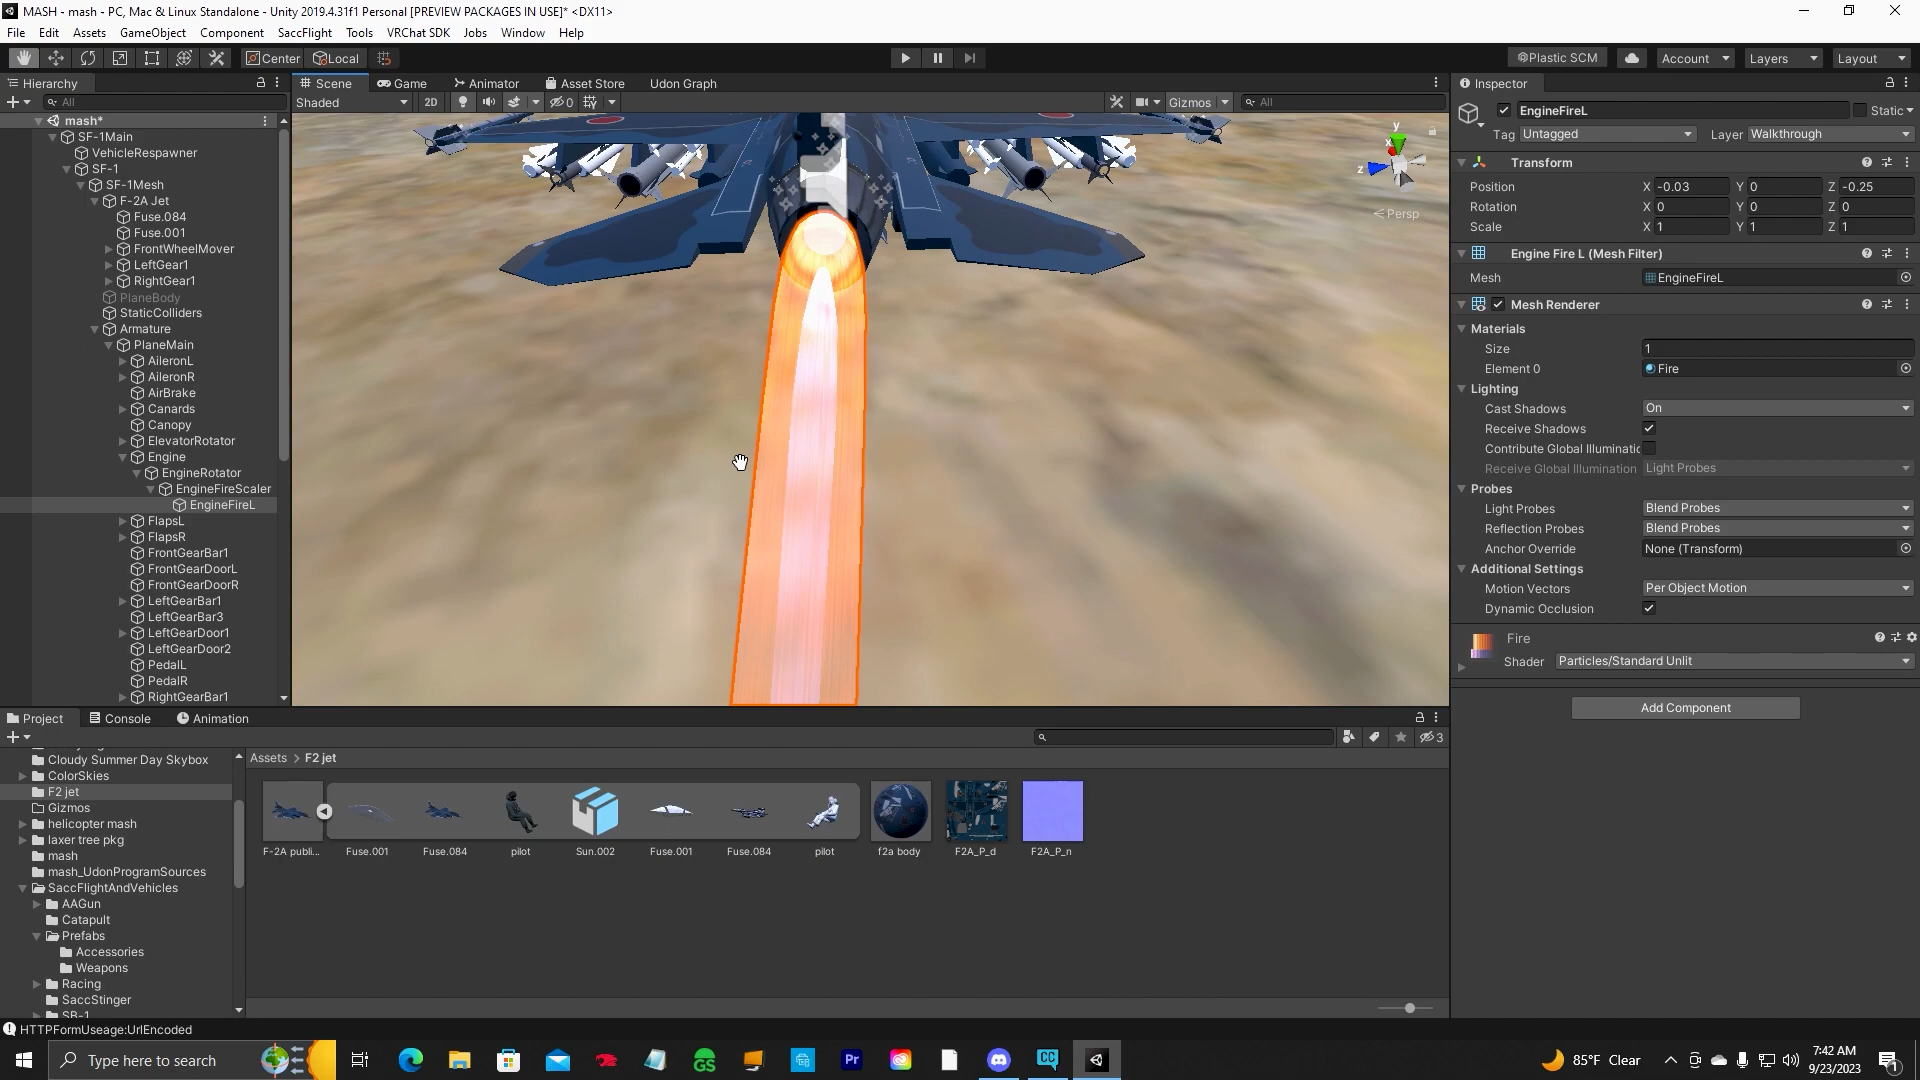 MASH - mash - PC, Mac & Linux Standalone - Unity 2019.4.31f1 Personal [PREVIEW PACKAGES IN USE]* <DX11>
File Edit Assets GameObject Component SaccFlight Tools VRChat SDK Jobs Window Help
Center Local Plastic SCM Account Layers Layout
Hierarchy
All
mash*
SF-1Main
VehicleRespawner
SF-1
SF-1Mesh
F-2A Jet
Fuse.084
Fuse.001
FrontWheelMover
LeftGear1
RightGear1
PlaneBody
StaticColliders
Armature
PlaneMain
AileronL
AileronR
AirBrake
Canards
Canopy
ElevatorRotator
Engine
EngineRotator
EngineFireScaler
EngineFireL
FlapsL
FlapsR
FrontGearBar1
FrontGearDoorL
FrontGearDoorR
LeftGearBar1
LeftGearBar3
LeftGearDoor1
LeftGearDoor2
PedalL
PedalR
RightGearBar1
Scene Game Animator Asset Store Udon Graph
Shaded 2D 0 Gizmos All
y
x
z
Persp
Inspector
EngineFireL Static
Tag Untagged Layer Walkthrough
Transform
Position X -0.03 Y 0 Z -0.25
Rotation X 0 Y 0 Z 0
Scale X 1 Y 1 Z 1
Engine Fire L (Mesh Filter)
Mesh EngineFireL
Mesh Renderer
Materials
Size 1
Element 0 Fire
Lighting
Cast Shadows On
Receive Shadows
Contribute Global Illuminatic
Receive Global Illumination Light Probes
Probes
Light Probes Blend Probes
Reflection Probes Blend Probes
Anchor Override None (Transform)
Additional Settings
Motion Vectors Per Object Motion
Dynamic Occlusion
Fire
Shader Particles/Standard Unlit
Add Component
Project Console Animation
3
Cloudy Summer Day Skybox
ColorSkies
F2 jet
Gizmos
helicopter mash
laxer tree pkg
mash
mash_UdonProgramSources
SaccFlightAndVehicles
AAGun
Catapult
Prefabs
Accessories
Weapons
Racing
SaccStinger
SB-1
Assets > F2 jet
F-2A publi... Fuse.001 Fuse.084 pilot Sun.002 Fuse.001 Fuse.084 pilot f2a body F2A_P_d F2A_P_n
HTTPFormUseage:UrlEncoded
Type here to search
GS
Pr
CC
85°F Clear
7:42 AM
9/23/2023
1